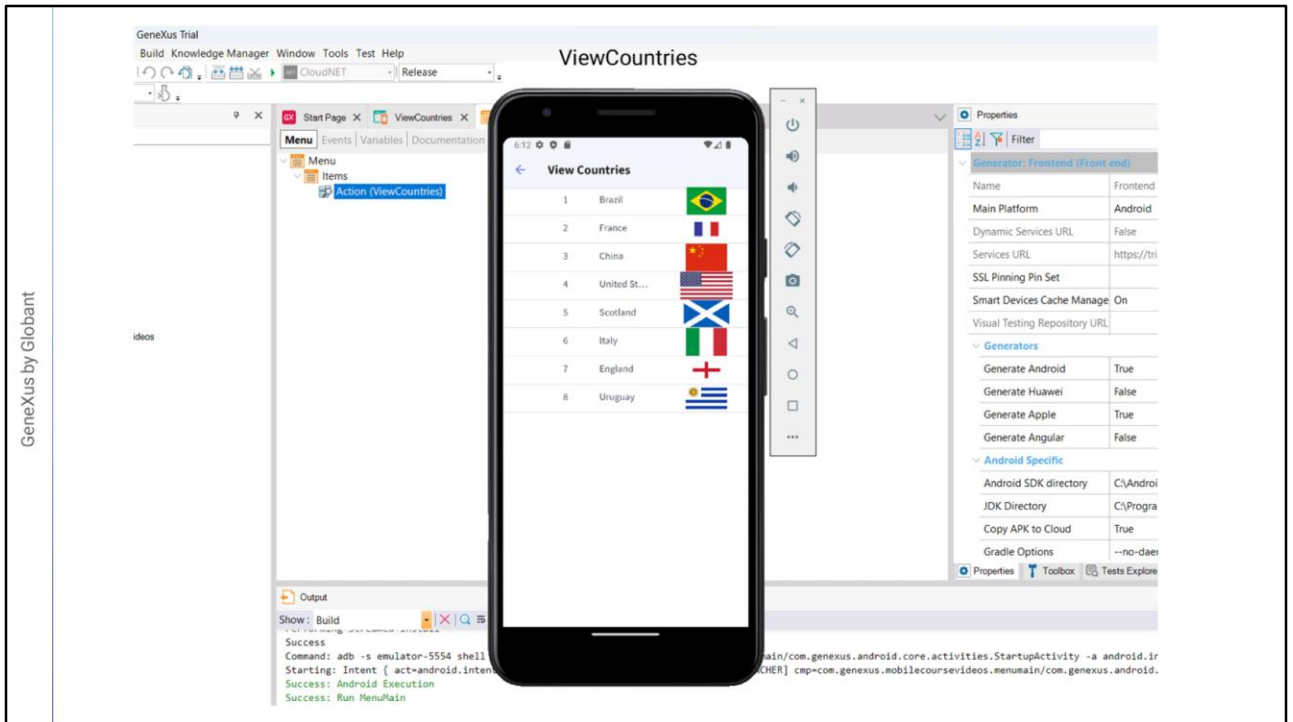 GeneXus Trial
Build Knowledge Manager Window Tools Test Help
ViewCountries
CloudNET Release
Start Page ViewCountries
Menu Events Variables Documentation
Menu
Items
Action (ViewCountries)
ideos
GeneXus by Globant
6:12
View Countries
1 Brazil
2 France
3 China
4 United St...
5 Scotland
6 Italy
7 England
8 Uruguay
Properties
Filter
Generator: Frontend (Front end)
Name Frontend
Main Platform Android
Dynamic Services URL False
Services URL https://tri
SSL Pinning Pin Set
Smart Devices Cache Manage On
Visual Testing Repository URL
Generators
Generate Android True
Generate Huawei False
Generate Apple True
Generate Angular False
Android Specific
Android SDK directory C:\Androi
JDK Directory C:\Progra
Copy APK to Cloud True
Gradle Options --no-daer
Properties Toolbox Tests Explore
Output
Show: Build
Success
Command: adb -s emulator-5554 shell ain/com.genexus.android.core.activities.StartupActivity -a android.ir
Starting: Intent { act=android.inten CHER] cmp=com.genexus.mobilecoursevideos.menumain/com.genexus.android.
Success: Android Execution
Success: Run MenuMain